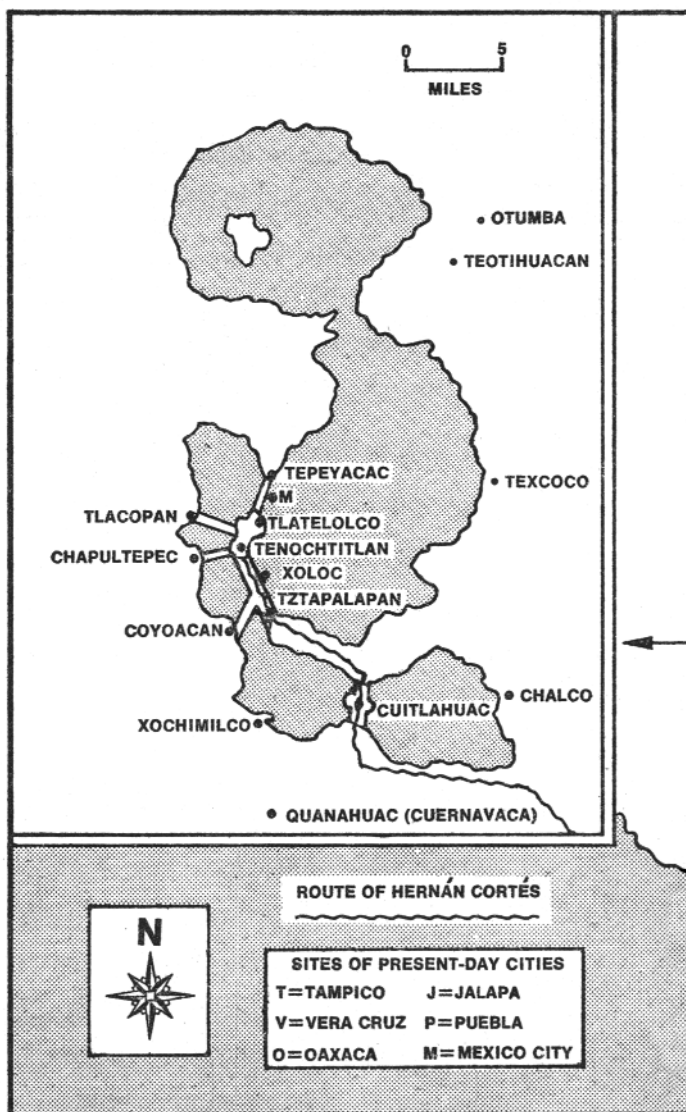 0 5
MILES
OTUMBA
TEOTIHUACAN
TEPEYACAC
TEXCOCO
M
TLACOPAN
TLATELOLCO
TENOCHTITLAN
CHAPULTEPEC
XOLOC
TZTAPALAPAN
COYOACAN
CHALCO
CUITLAHUAC
XOCHIMILCO
QUANAHUAC (CUERNAVACA)
ROUTE OF HERNÁN CORTÉS
N
SITES OF PRESENT-DAY CITIES
T=TAMPICO J=JALAPA
V=VERA CRUZ P=PUEBLA
O=OAXACA M=MEXICO CITY